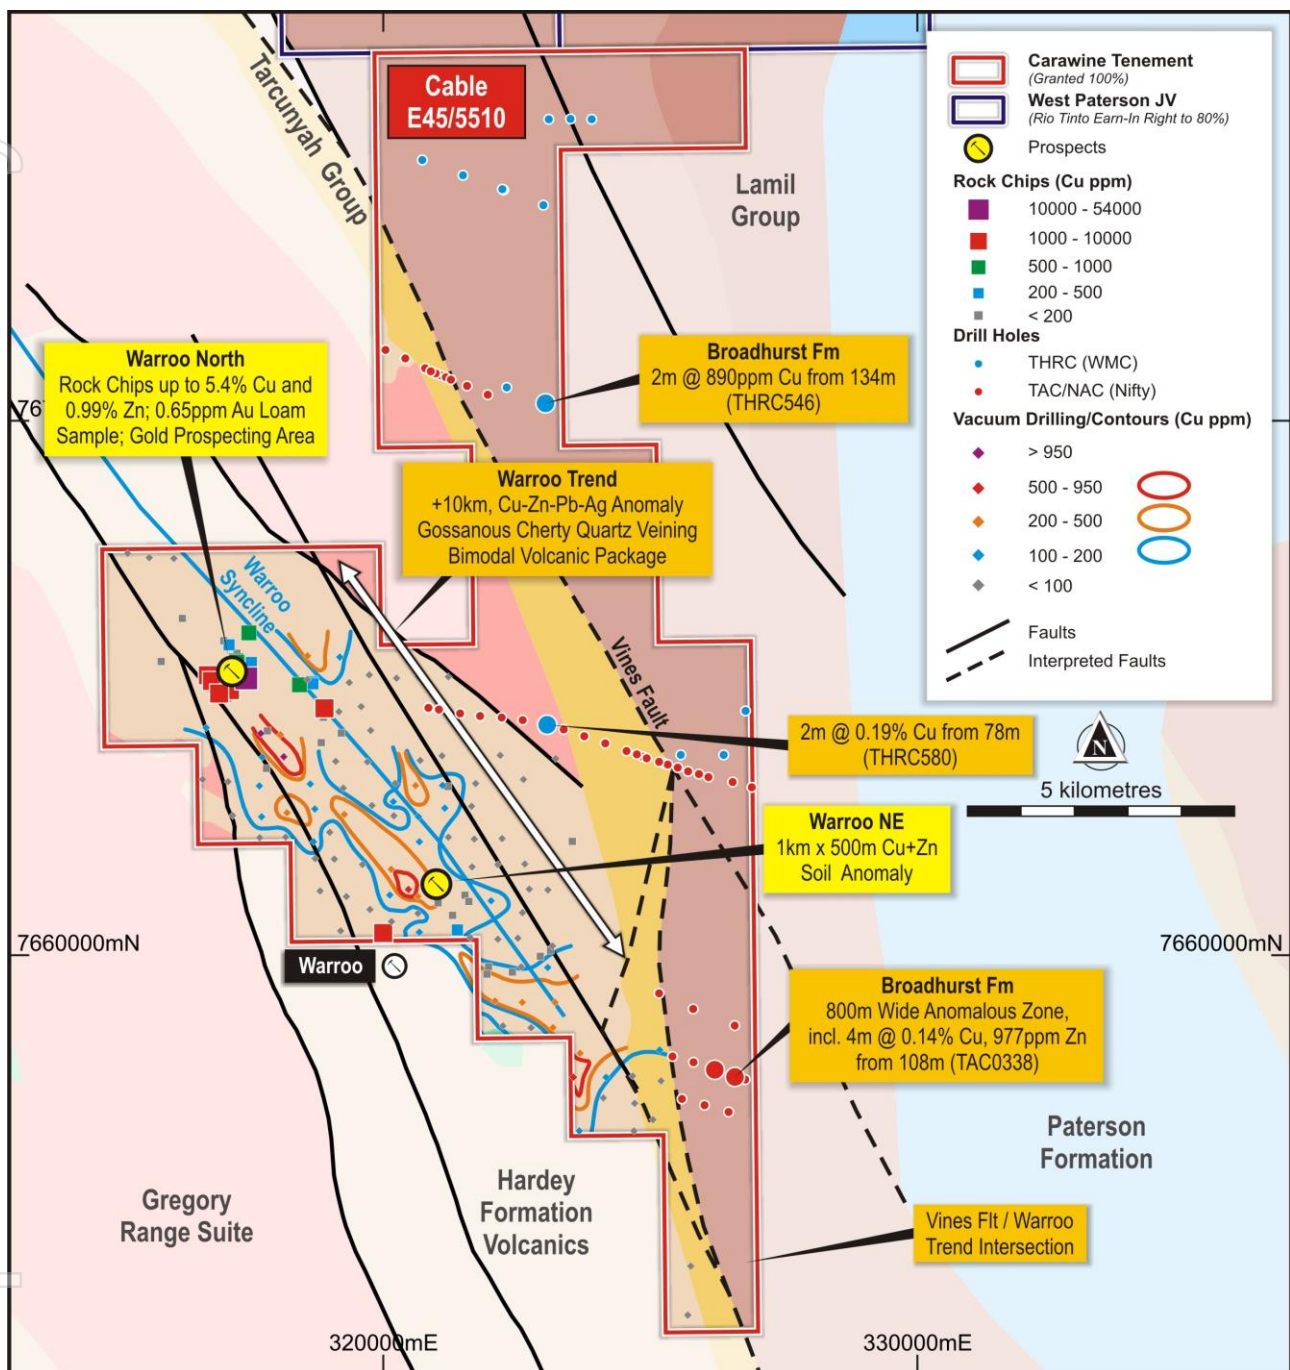 Cable
E45/5510
Tarcunyah Group
Lamil
Group
Carawine Tenement
(Granted 100%)
West Paterson JV
(Rio Tinto Earn-In Right to 80%)
Prospects
Rock Chips (Cu ppm)
10000 - 54000
1000 - 10000
500 - 1000
200 - 500
< 200
Drill Holes
THRC (WMC)
TAC/NAC (Nifty)
Vacuum Drilling/Contours (Cu ppm)
> 950
500 - 950
200 - 500
100 - 200
< 100
Faults
Interpreted Faults
Warroo North
Rock Chips up to 5.4% Cu and
0.99% Zn; 0.65ppm Au Loam
Sample; Gold Prospecting Area
Broadhurst Fm
2m @ 890ppm Cu from 134m
(THRC546)
Warroo Trend
+10km, Cu-Zn-Pb-Ag Anomaly
Gossanous Cherty Quartz Veining
Bimodal Volcanic Package
Warroo
Syncline
Vines Fault
2m @ 0.19% Cu from 78m
(THRC580)
N
5 kilometres
Warroo NE
1km x 500m Cu+Zn
Soil Anomaly
7660000mN
7660000mN
Warroo
Broadhurst Fm
800m Wide Anomalous Zone,
incl. 4m @ 0.14% Cu, 977ppm Zn
from 108m (TAC0338)
Paterson
Formation
Gregory
Range Suite
Hardey
Formation
Volcanics
Vines Flt / Warroo
Trend Intersection
320000mE
330000mE